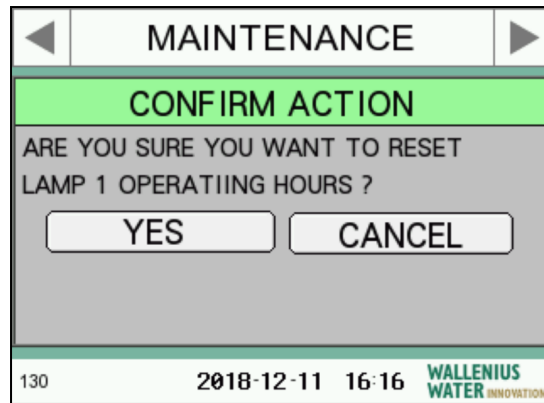 MAINTENANCE
CONFIRM ACTION
ARE YOU SURE YOU WANT TO RESET
LAMP 1 OPERATIING HOURS ?
YES CANCEL
130 2018-12-11 16:16 WALLENIUS
WATER INNOVATION